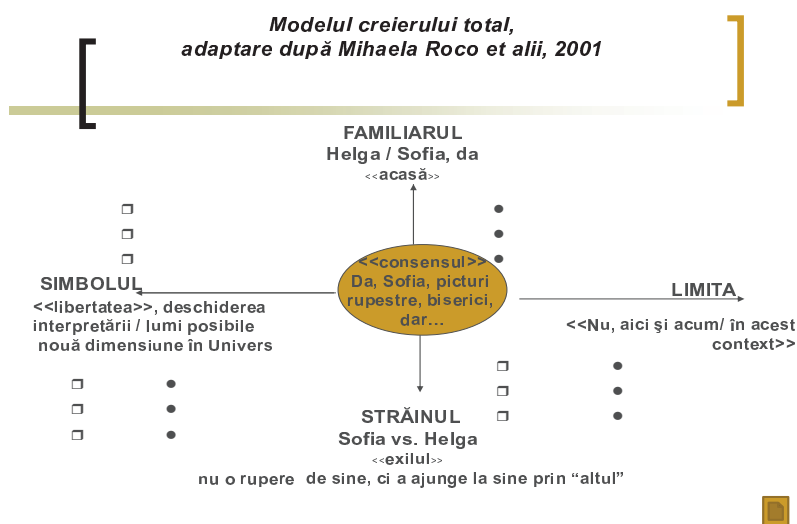 Modelul creierului total,
adaptare după Mihaela Roco et alii, 2001
FAMILIARUL
Helga / Sofia, da
<<acasă>>
<<consensul>>
Da, Sofia, picturi
rupestre, biserici,
dar…
SIMBOLUL
<<libertatea>>, deschiderea
interpretării / lumi posibile
nouă dimensiune în Univers
LIMITA
<<Nu, aici şi acum/ în acest
context>>
STRĂINUL
Sofia vs. Helga
<<exilul>>
nu o rupere de sine, ci a ajunge la sine prin “altul”